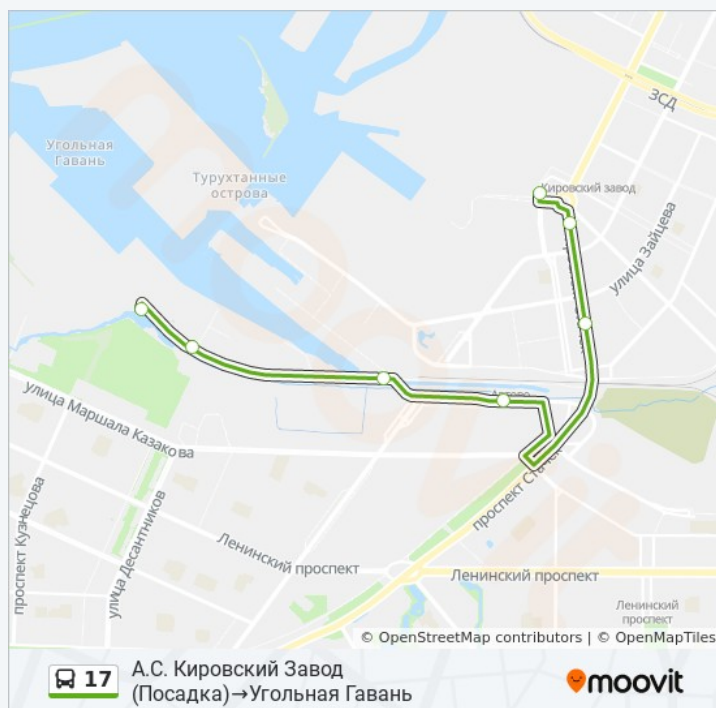 ЗСД
Угольная
Гавань
Турухтанные
острова
Кировский завод
улица Зайцева
улица Маршала Казакова
проспект Стачек
проспект Кузнецова
улица Десантников
Ленинский проспект
Ленинский проспект
Ленинский
проспект
© OpenStreetMap contributors | © OpenMapTiles
17
А.С. Кировский Завод
(Посадка)→Угольная Гавань
moovit